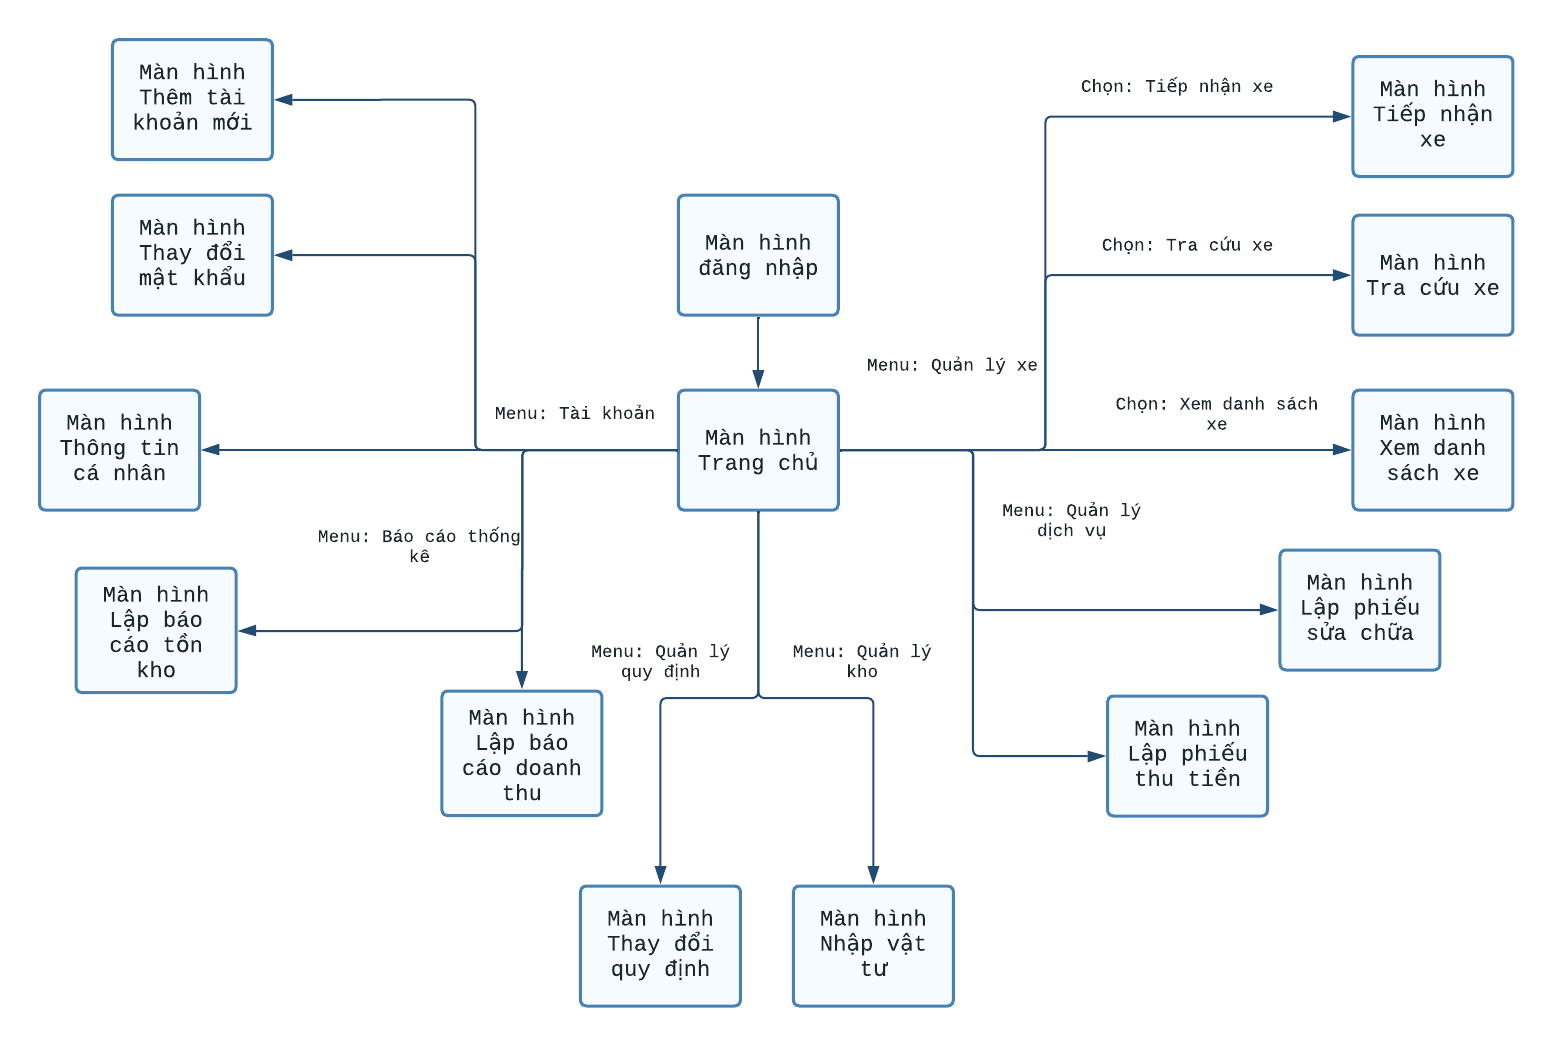 Màn hình
Thêm tài
khoản mới
Chọn: Tiếp nhận xe
Màn hình
Tiếp nhận
xe
Màn hình
Thay đổi
mật khẩu
Màn hình
đăng nhập
Chọn: Tra cứu xe
Màn hình
Tra cứu xe
Menu: Quản lý xe
Menu: Tài khoản
Chọn: Xem danh sách
xe
Màn hình
Thông tin
cá nhân
Màn hình
Trang chủ
Màn hình
Xem danh
sách xe
Menu: Báo cáo thống
kê
Menu: Quản lý
dịch vụ
Màn hình
Lập báo
cáo tồn
kho
Màn hình
Lập phiếu
sửa chữa
Menu: Quản lý
quy định
Menu: Quản lý
kho
Màn hình
Lập báo
cáo doanh
thu
Màn hình
Lập phiếu
thu tiền
Màn hình
Thay đổi
quy định
Màn hình
Nhập vật
tư